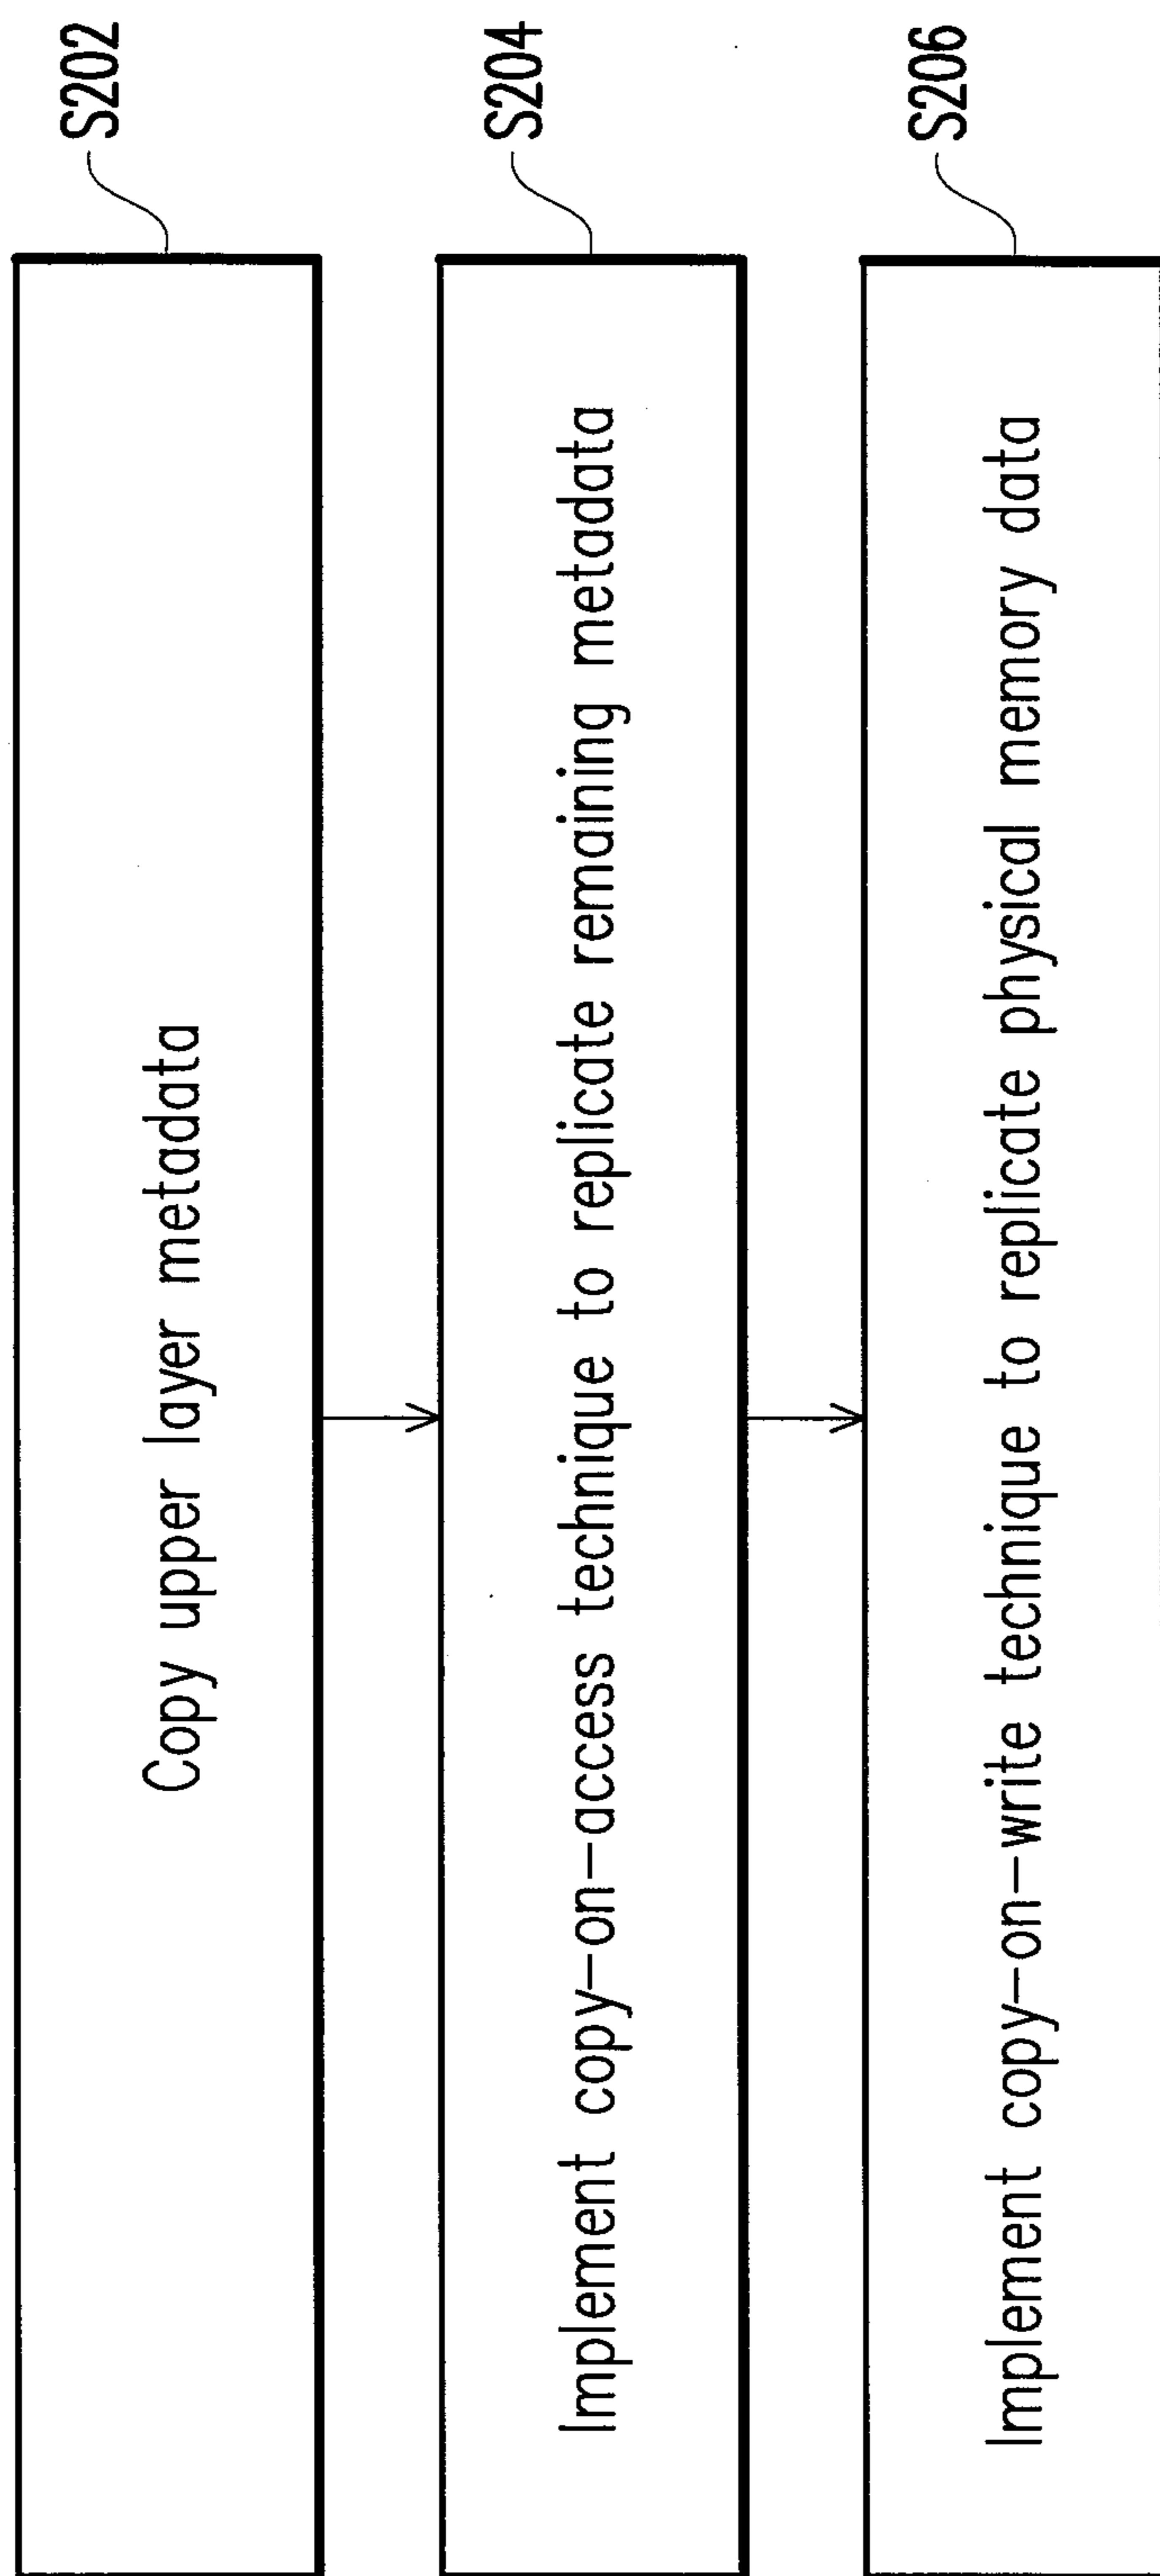 Copy upper layer metadata
S202
Implement copy-on-access technique to replicate remaining metadata
S204
Implement copy-on-write technique to replicate physical memory data
S206